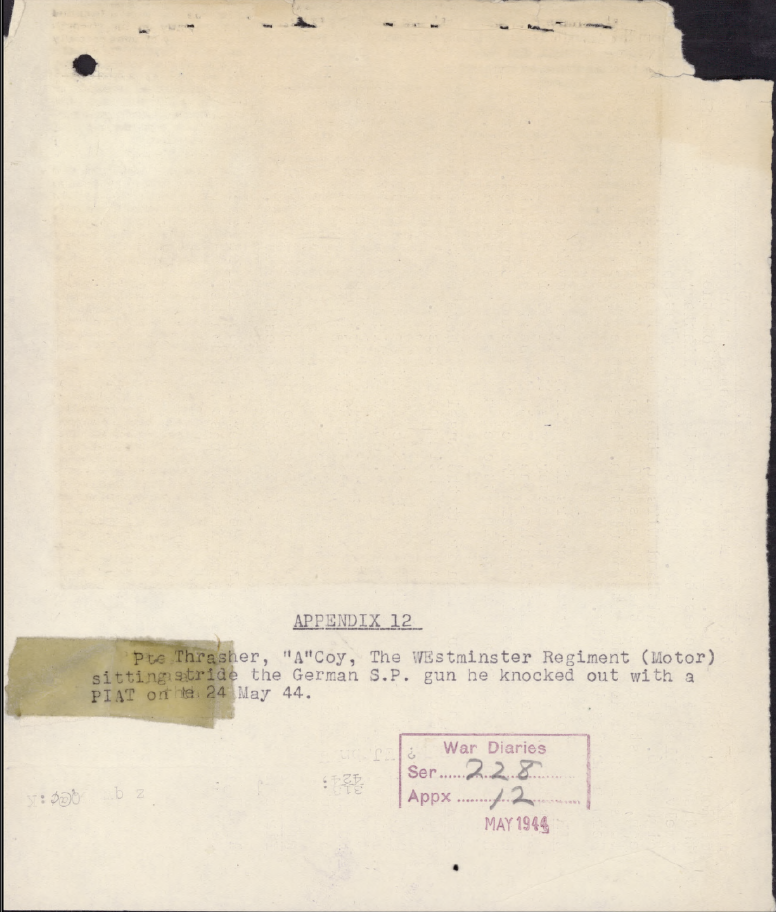 APPENDIX 12
Pte Thrasher, "A"Coy, The WEstminster Regiment (Motor)
sitting stride the German S.P. gun he knocked out with a
PIAT on 24 May 44.
War Diaries
Ser......228......
Appx ......12......
MAY 1944